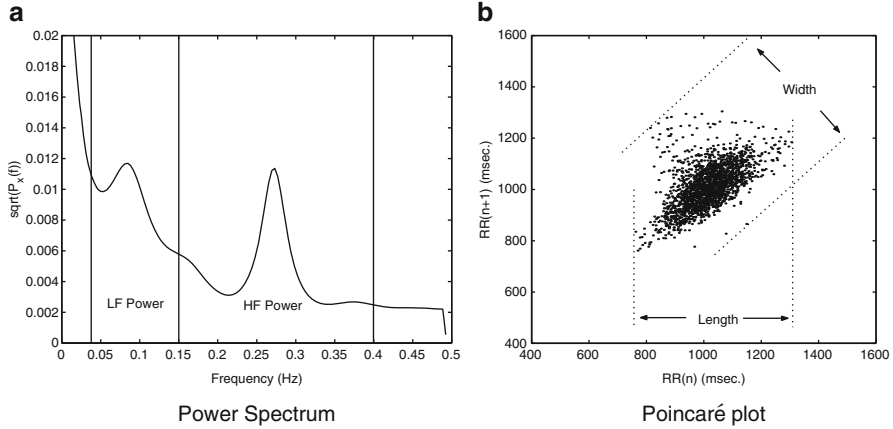 a
0.02
0.018
0.016
0.014
0.012
0.01
0.008
0.006
0.004
0.002
0
sqrt(Px(f))
LF Power
HF Power
0 0.05 0.1 0.15 0.2 0.25 0.3 0.35 0.4 0.45 0.5
Frequency (Hz)
Power Spectrum
b
1600
1600
1400
1200
1000
800
600
400
RR(n+1) (msec.)
Width
Length
400 600 800 1000 1200 1400 1600
RR(n) (msec.)
Poincaré plot